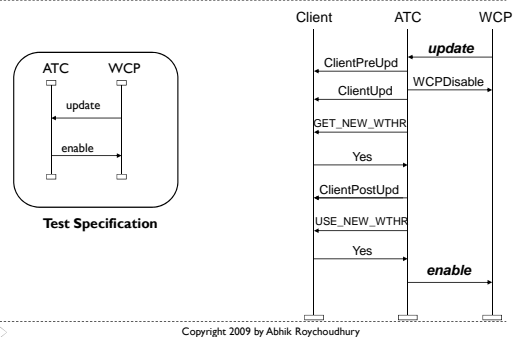 ATC WCP
update
enable
Test Specification
Client ATC WCP
update
ClientPreUpd
WCPDisable
ClientUpd
GET_NEW_WTHR
Yes
ClientPostUpd
USE_NEW_WTHR
Yes
enable
Copyright 2009 by Abhik Roychoudhury